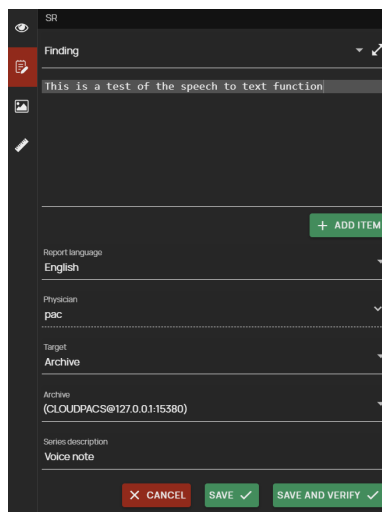 SR
Finding
This is a test of the speech to text function
+ ADD ITEM
Report language
English
Physician
pac
Target
Archive
Archive
(CLOUDPACS@127.0.0.1:15380)
Series description
Voice note
CANCEL SAVE SAVE AND VERIFY